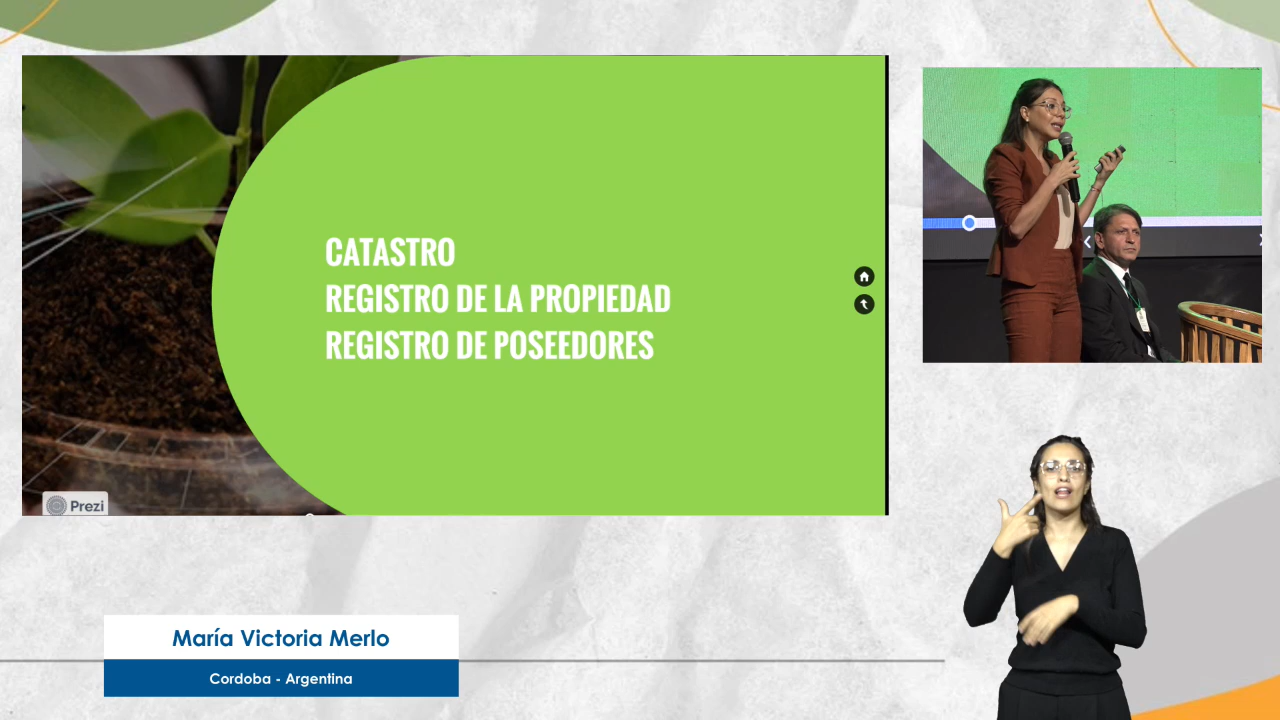 CATASTRO
REGISTRO DE LA PROPIEDAD
REGISTRO DE POSEEDORES
Prezi
María Victoria Merlo
Cordoba - Argentina